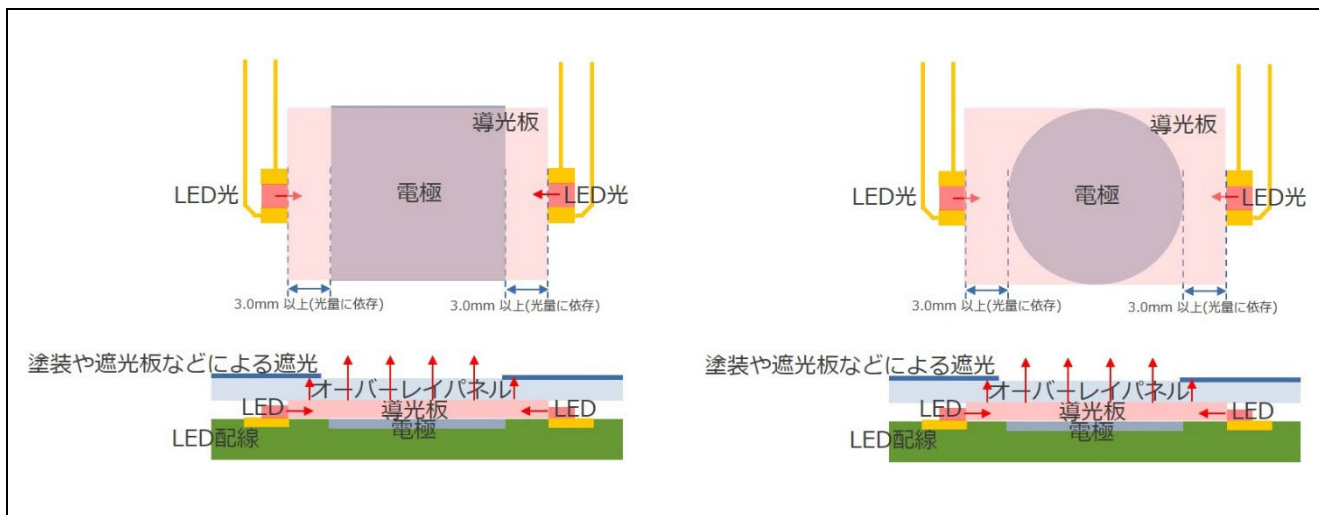 導光板
LED光
電極
LED光
3.0mm 以上(光量に依存)
3.0mm 以上(光量に依存)
塗装や遮光板などによる遮光
オーバーレイパネル
LED
導光板
LED
電極
LED配線
導光板
LED光
電極
LED光
3.0mm 以上(光量に依存)
3.0mm 以上(光量に依存)
塗装や遮光板などによる遮光
オーバーレイパネル
LED
導光板
LED
電極
LED配線